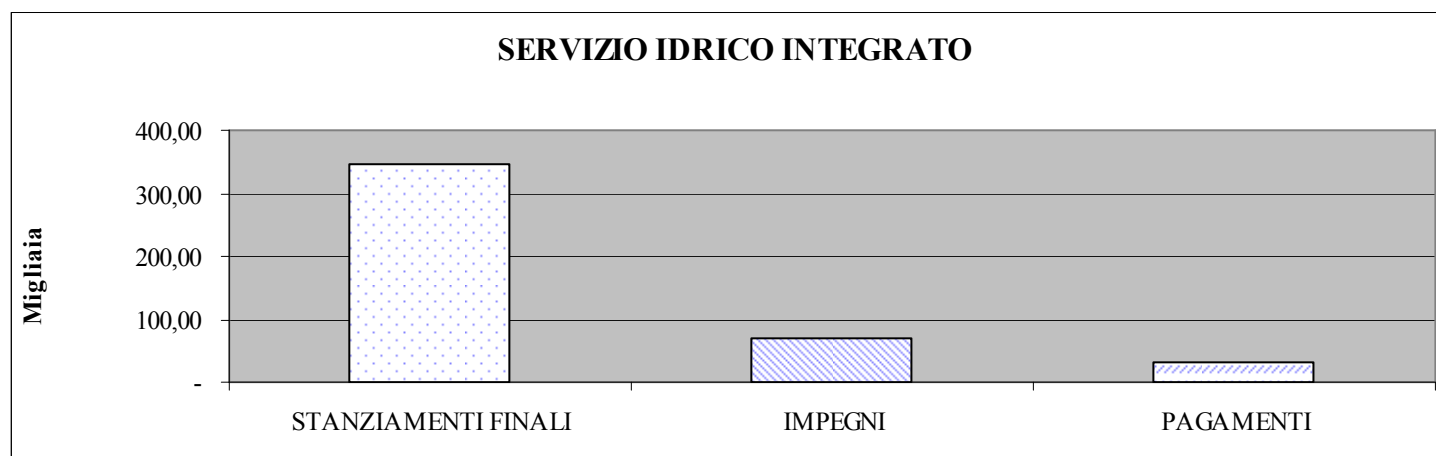 SERVIZIO IDRICO INTEGRATO
400,00
300,00
200,00
100,00
-
Migliaia
STANZIAMENTI FINALI IMPEGNI PAGAMENTI